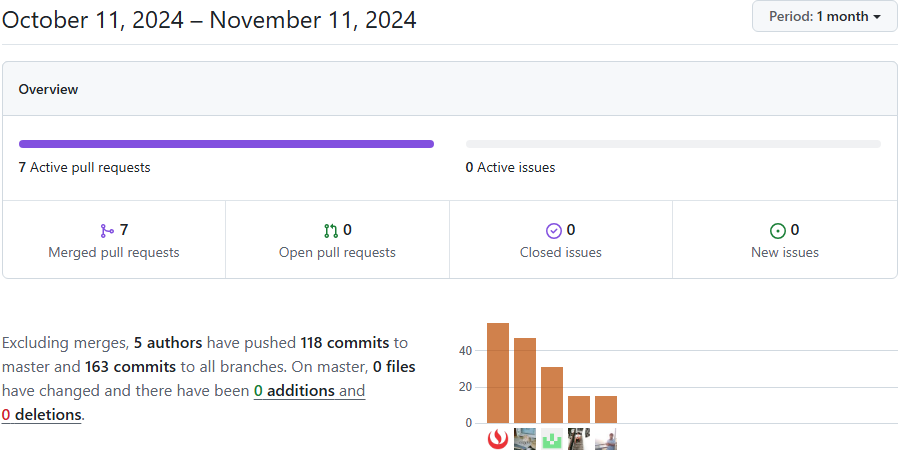 October 11, 2024 – November 11, 2024
Period: 1 month
Overview
7 Active pull requests
0 Active issues
7
Merged pull requests
0
Open pull requests
0
Closed issues
0
New issues
Excluding merges, 5 authors have pushed 118 commits to
master and 163 commits to all branches. On master, 0 files
have changed and there have been 0 additions and
0 deletions.
40
20
0